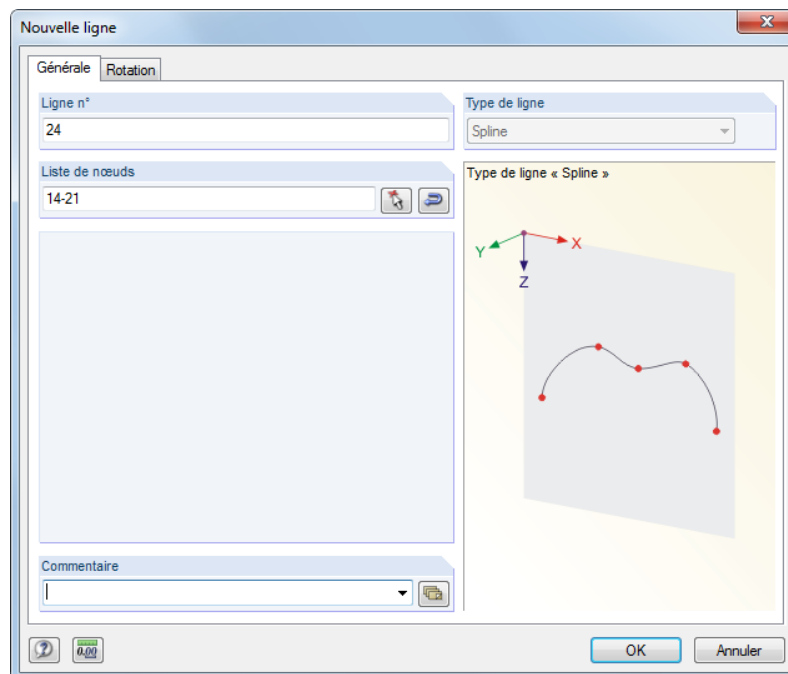 Nouvelle ligne
Générale
Rotation
Ligne n°
24
Type de ligne
Spline
Liste de nœuds
14-21
Type de ligne « Spline »
Y
X
Z
Commentaire
0.00
OK
Annuler